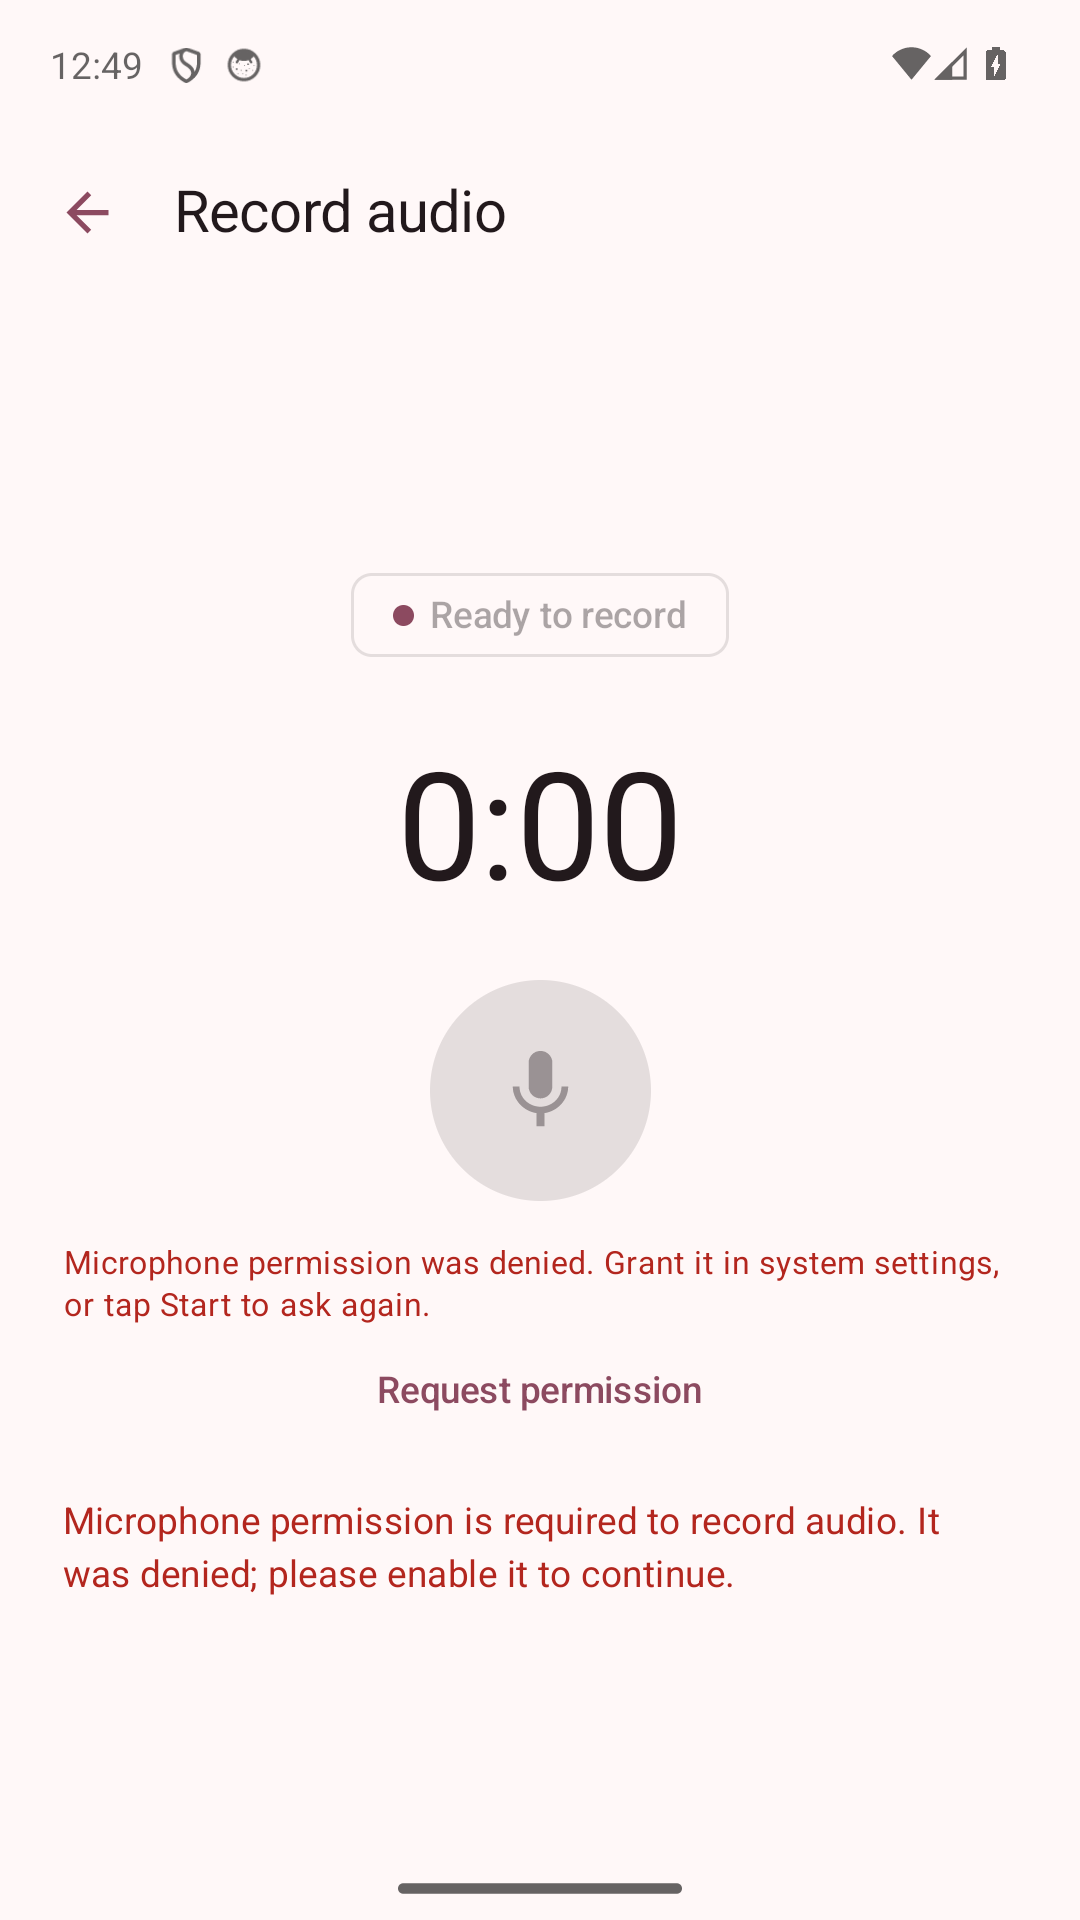 12:49
Record audio
Ready to record
0:00
Microphone permission was denied. Grant it in system settings,
or tap Start to ask again.
Request permission
Microphone permission is required to record audio. It
was denied; please enable it to continue.